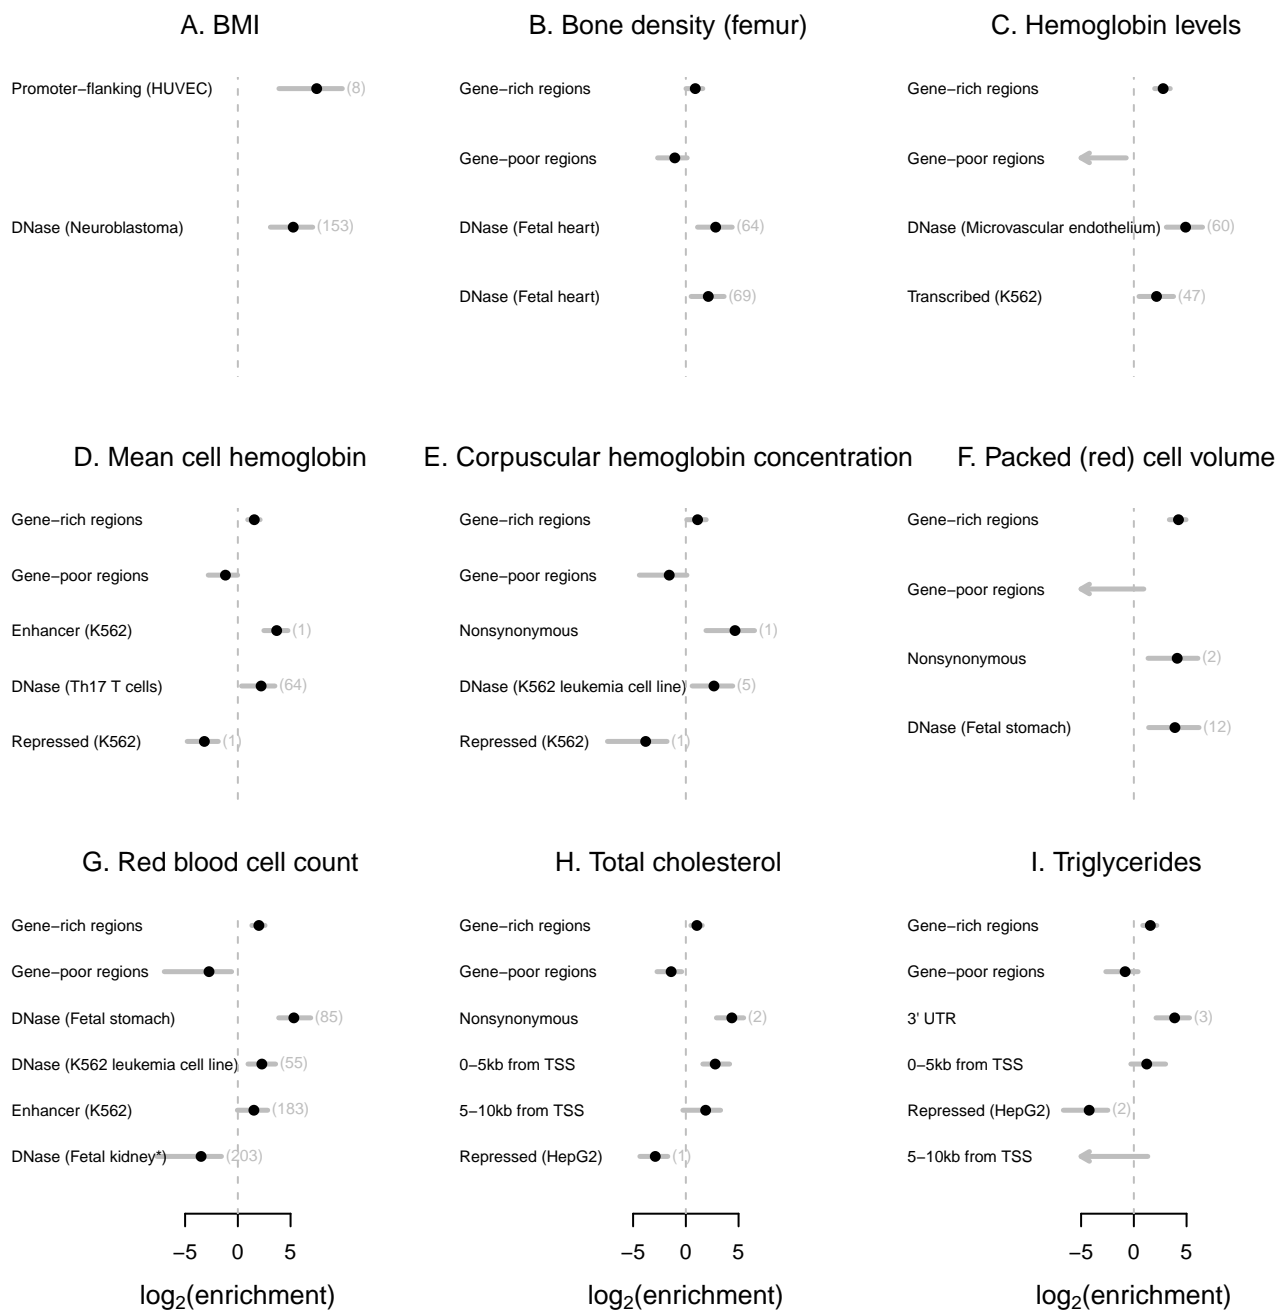 A. BMI
Promoter−flanking (HUVEC) (8)
DNase (Neuroblastoma) (153)
B. Bone density (femur)
Gene−rich regions
Gene−poor regions
DNase (Fetal heart) (64)
DNase (Fetal heart) (69)
C. Hemoglobin levels
Gene−rich regions
Gene−poor regions
DNase (Microvascular endothelium) (60)
Transcribed (K562) (47)
D. Mean cell hemoglobin
Gene−rich regions
Gene−poor regions
Enhancer (K562) (1)
DNase (Th17 T cells) (64)
Repressed (K562) (1)
E. Corpuscular hemoglobin concentration
Gene−rich regions
Gene−poor regions
Nonsynonymous (1)
DNase (K562 leukemia cell line) (5)
Repressed (K562) (1)
F. Packed (red) cell volume
Gene−rich regions
Gene−poor regions
Nonsynonymous (2)
DNase (Fetal stomach) (12)
G. Red blood cell count
Gene−rich regions
Gene−poor regions
DNase (Fetal stomach) (85)
DNase (K562 leukemia cell line) (55)
Enhancer (K562) (183)
DNase (Fetal kidney*) (203)
−5 0 5
log₂(enrichment)
H. Total cholesterol
Gene−rich regions
Gene−poor regions
Nonsynonymous (2)
0−5kb from TSS
5−10kb from TSS
Repressed (HepG2) (1)
−5 0 5
log₂(enrichment)
I. Triglycerides
Gene−rich regions
Gene−poor regions
3' UTR (3)
0−5kb from TSS
Repressed (HepG2) (2)
5−10kb from TSS
−5 0 5
log₂(enrichment)